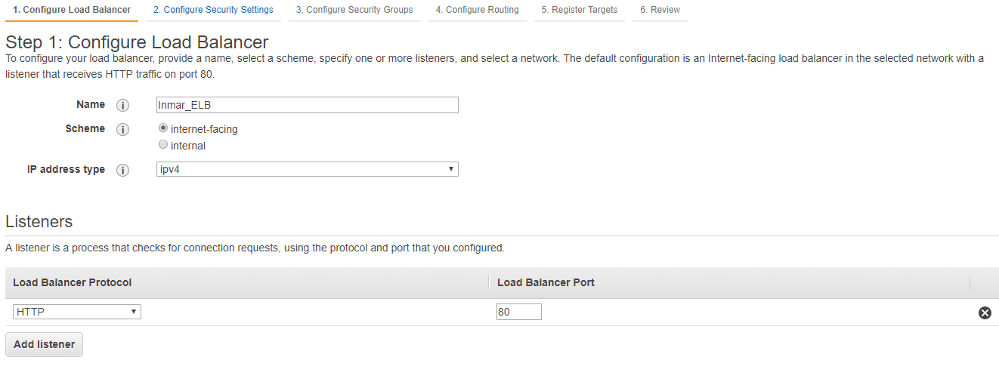 1. Configure Load Balancer 2. Configure Security Settings 3. Configure Security Groups 4. Configure Routing 5. Register Targets 6. Review
Step 1: Configure Load Balancer
To configure your load balancer, provide a name, select a scheme, specify one or more listeners, and select a network. The default configuration is an Internet-facing load balancer in the selected network with a
listener that receives HTTP traffic on port 80.
Name i Inmar_ELB
Scheme i internet-facing
internal
IP address type i ipv4
Listeners
A listener is a process that checks for connection requests, using the protocol and port that you configured.
Load Balancer Protocol Load Balancer Port
HTTP 80
Add listener